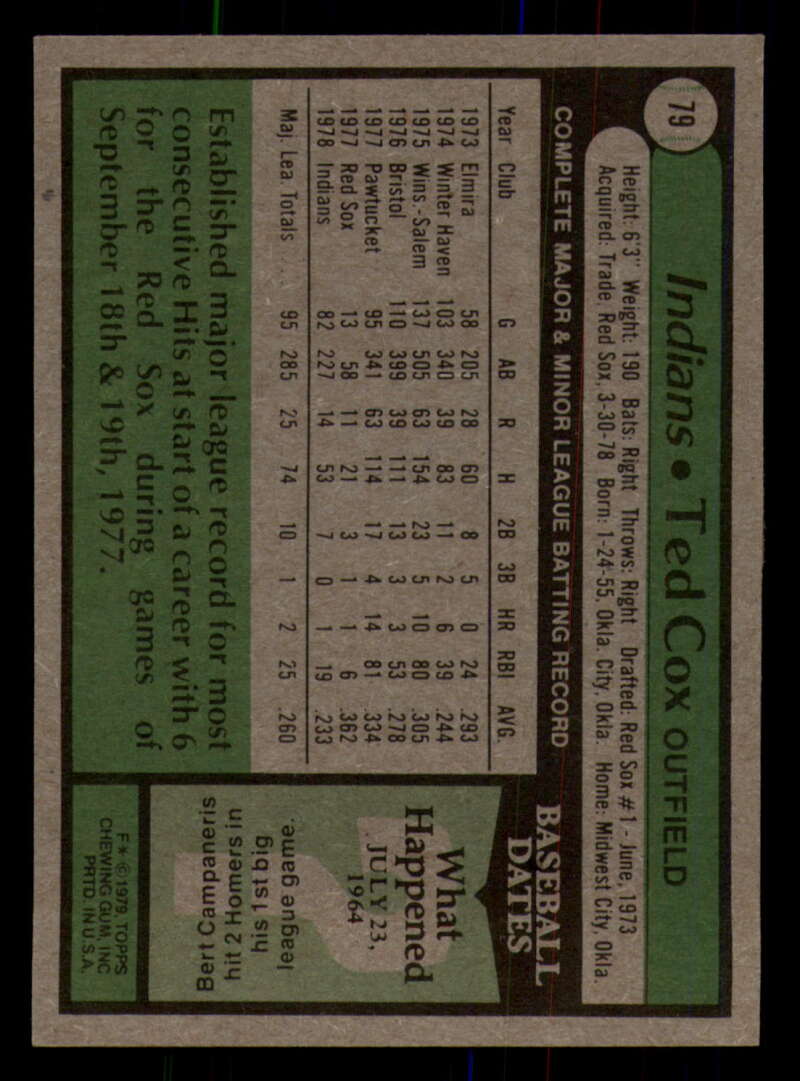 79
Indians • Ted Cox OUTFIELD
Height: 6'3" Weight: 190 Bats: Right Throws: Right Drafted: Red Sox #1 - June, 1973
Acquired: Trade, Red Sox, 3-30-78 Born: 1-24-55, Okla. City, Okla. Home: Midwest City, Okla.
COMPLETE MAJOR & MINOR LEAGUE BATTING RECORD
Year Club G AB R H 2B 3B HR RBI AVG.
1973 Elmira 58 205 28 60 8 5 0 24 .293
1974 Winter Haven 103 340 39 83 11 2 6 39 .244
1975 Wins.-Salem 137 505 63 154 23 5 10 80 .305
1976 Bristol 110 399 39 111 13 3 3 53 .278
1977 Pawtucket 95 341 63 114 17 4 14 81 .334
1977 Red Sox 13 58 11 21 3 1 1 6 .362
1978 Indians 82 227 14 53 7 0 1 19 .233
Maj. Lea. Totals .... 95 285 25 74 10 1 2 25 .260
Established major league record for most
consecutive Hits at start of a career with 6
for the Red Sox during games of
September 18th & 19th, 1977.
BASEBALL
DATES
What
Happened
JULY 23,
1964
Bert Campaneris
hit 2 Homers in
his 1st big
league game.
F* © 1979, TOPPS
CHEWING GUM, INC
PRTD. IN U.S.A.